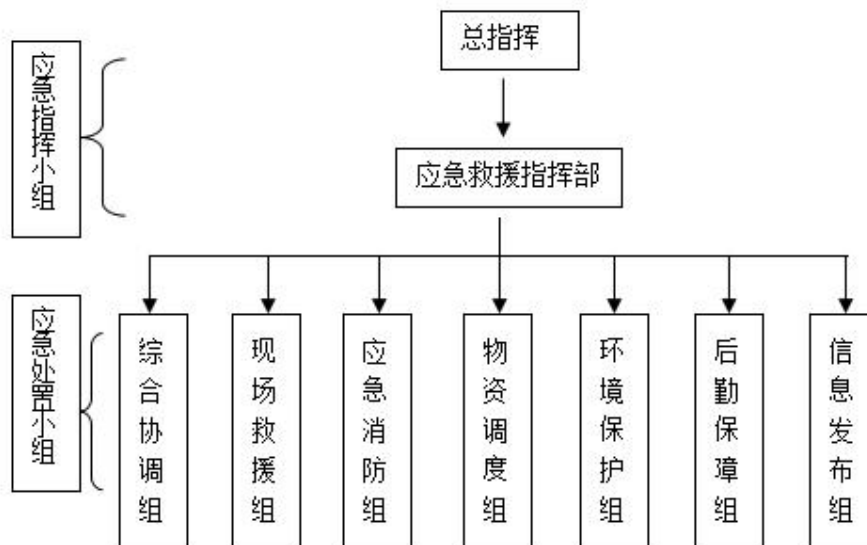 总指挥
应急指挥小组
应急救援指挥部
应急处置小组
综合协调组
现场救援组
应急消防组
物资调度组
环境保护组
后勤保障组
信息发布组